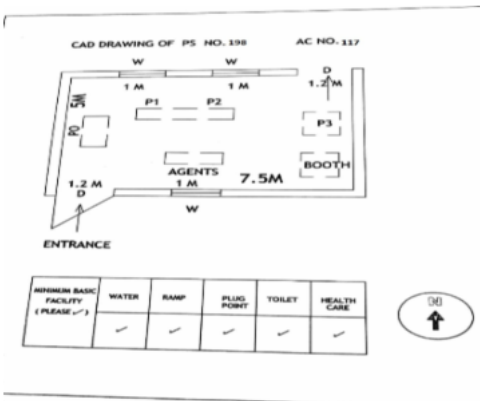 CAD DRAWING OF PS NO. 198 AC NO. 117
W W D
1 M 1 M 1.2 M
5M
P1 P2
P3
PO
AGENTS
BOOTH
1.2 M 1 M 7.5M
D
W
ENTRANCE
MINIMUM BASIC FACILITY (PLEASE ✓) WATER RAMP PLUG POINT TOILET HEALTH CARE
✓ ✓ ✓ ✓ ✓
N